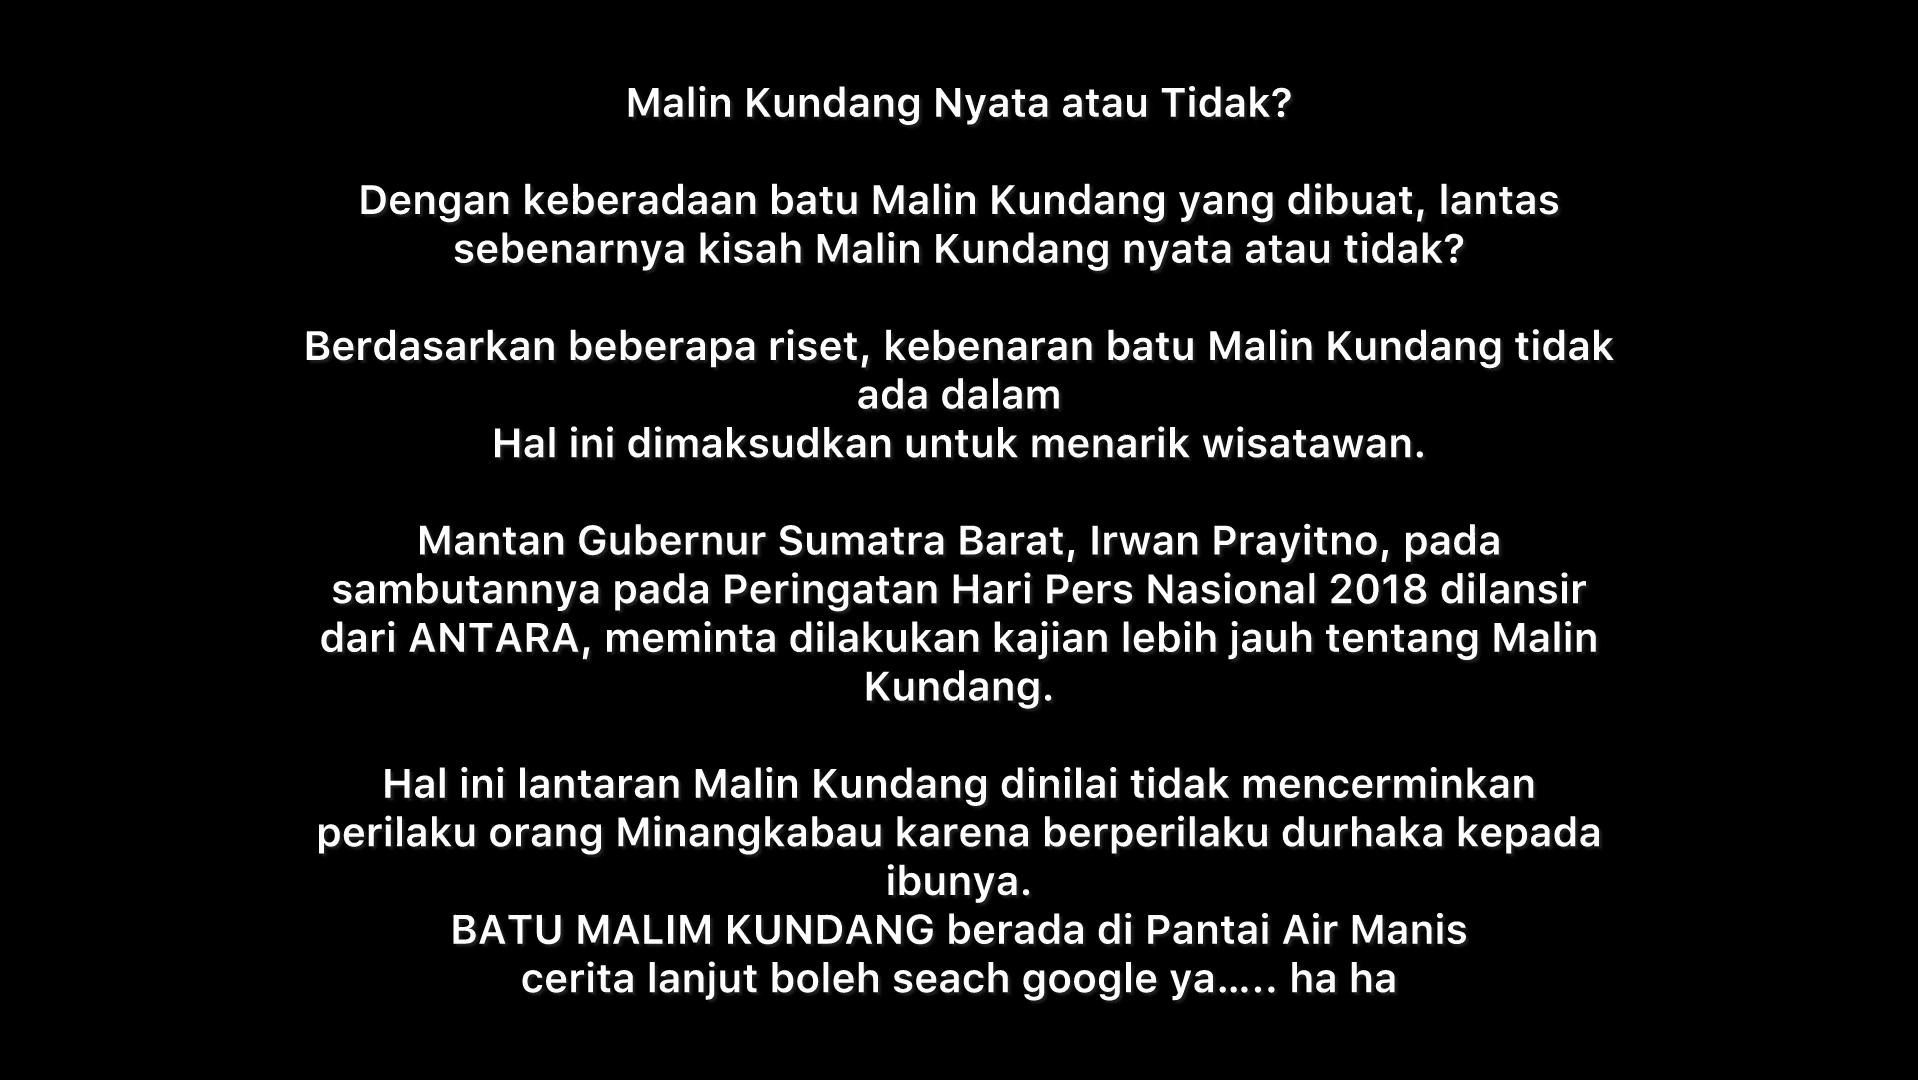 Malin Kundang Nyata atau Tidak?
Dengan keberadaan batu Malin Kundang yang dibuat, lantas
sebenarnya kisah Malin Kundang nyata atau tidak?
Berdasarkan beberapa riset, kebenaran batu Malin Kundang tidak
ada dalam
Hal ini dimaksudkan untuk menarik wisatawan.
Mantan Gubernur Sumatra Barat, Irwan Prayitno, pada
sambutannya pada Peringatan Hari Pers Nasional 2018 dilansir
dari ANTARA, meminta dilakukan kajian lebih jauh tentang Malin
Kundang.
Hal ini lantaran Malin Kundang dinilai tidak mencerminkan
perilaku orang Minangkabau karena berperilaku durhaka kepada
ibunya.
BATU MALIM KUNDANG berada di Pantai Air Manis
cerita lanjut boleh seach google ya..... ha ha